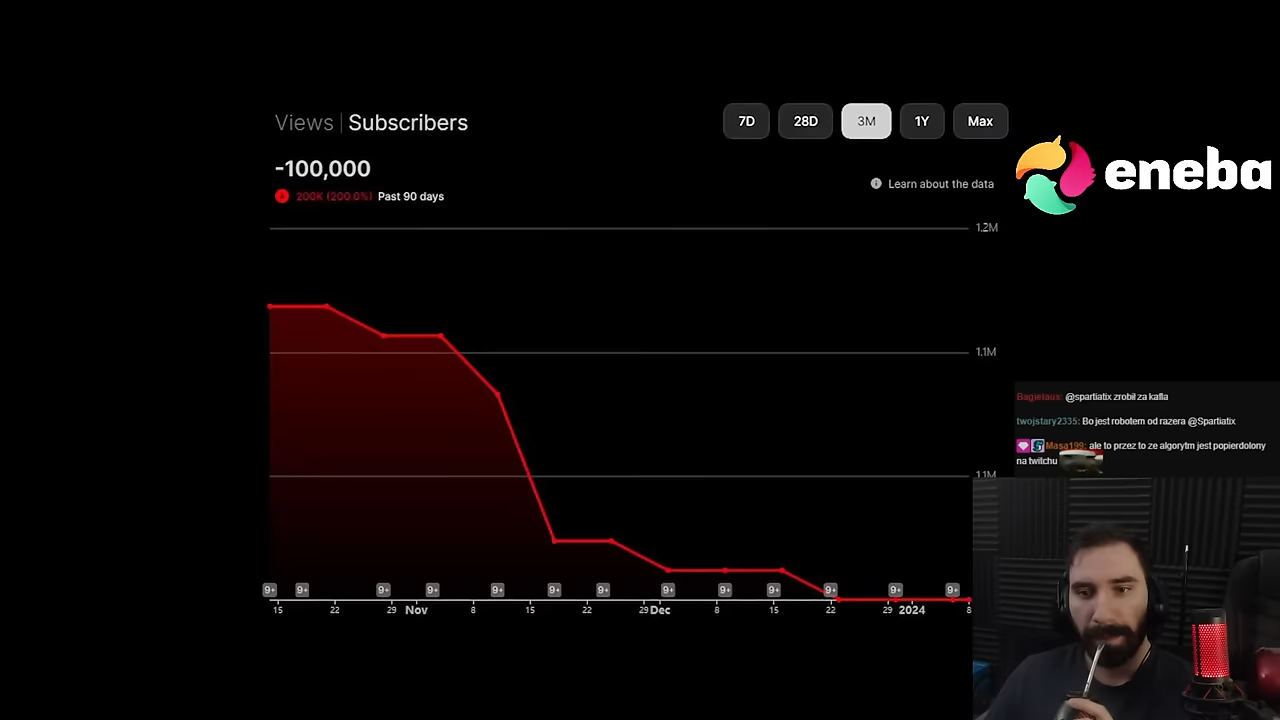 Views | Subscribers
7D 28D 3M 1Y Max
-100,000
200K (200.0%) Past 90 days
Learn about the data
eneba
1.2M
1.1M
1M
Bagjetaus: @spartiatix zrobil za kafla
twojstary2335: Bo jest robotem od razera @Spartiatix
Masa199: ale to przez to ze algorytm jest popierdolony
na twitchu
9+ 9+ 9+ 9+ 9+ 9+ 9+ 9+ 9+ 9+ 9+ 9+ 9+
15 22 29 Nov 8 15 22 29 Dec 8 15 22 29 2024 8